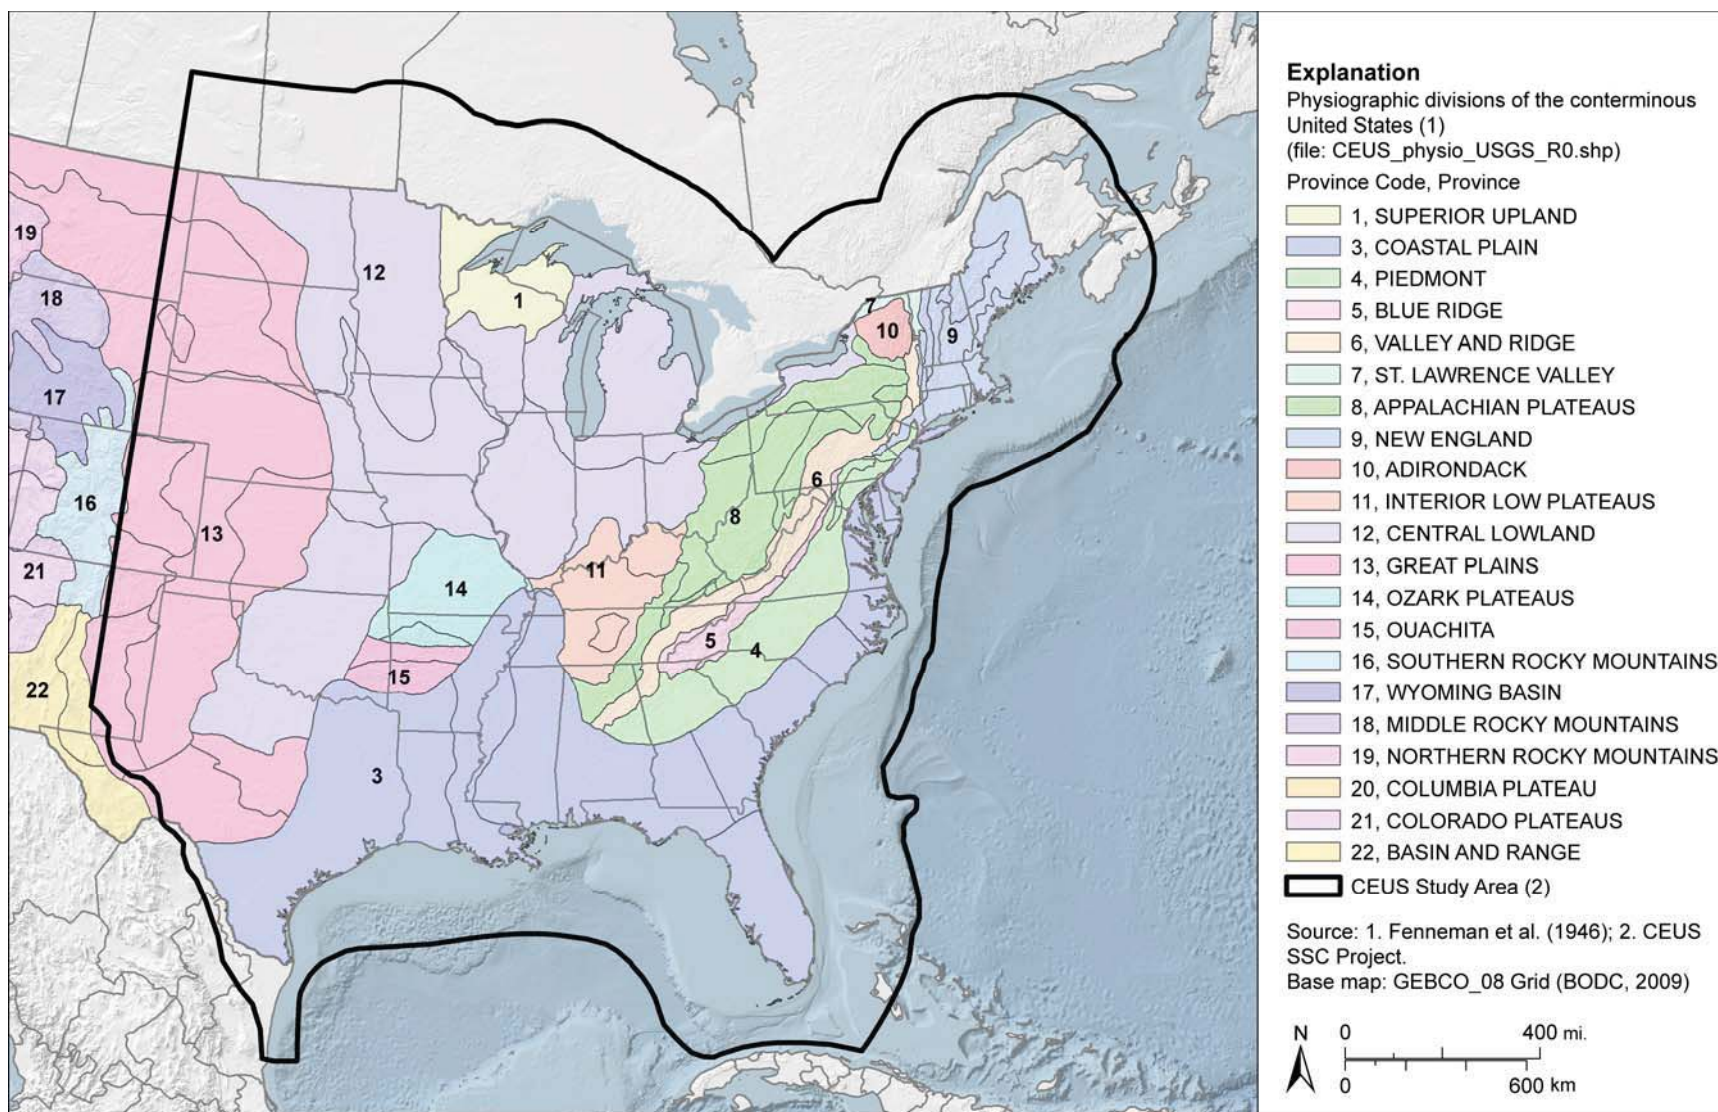 Explanation
Physiographic divisions of the conterminous
United States (1)
(file: CEUS_physio_USGS_R0.shp)
Province Code, Province
1, SUPERIOR UPLAND
3, COASTAL PLAIN
4, PIEDMONT
5, BLUE RIDGE
6, VALLEY AND RIDGE
7, ST. LAWRENCE VALLEY
8, APPALACHIAN PLATEAUS
9, NEW ENGLAND
10, ADIRONDACK
11, INTERIOR LOW PLATEAUS
12, CENTRAL LOWLAND
13, GREAT PLAINS
14, OZARK PLATEAUS
15, OUACHITA
16, SOUTHERN ROCKY MOUNTAINS
17, WYOMING BASIN
18, MIDDLE ROCKY MOUNTAINS
19, NORTHERN ROCKY MOUNTAINS
20, COLUMBIA PLATEAU
21, COLORADO PLATEAUS
22, BASIN AND RANGE
CEUS Study Area (2)
Source: 1. Fenneman et al. (1946); 2. CEUS
SSC Project.
Base map: GEBCO_08 Grid (BODC, 2009)
N
0 400 mi.
0 600 km
19
12
18
1
7
10
9
17
6
16
8
13
21
11
14
5
4
15
22
3